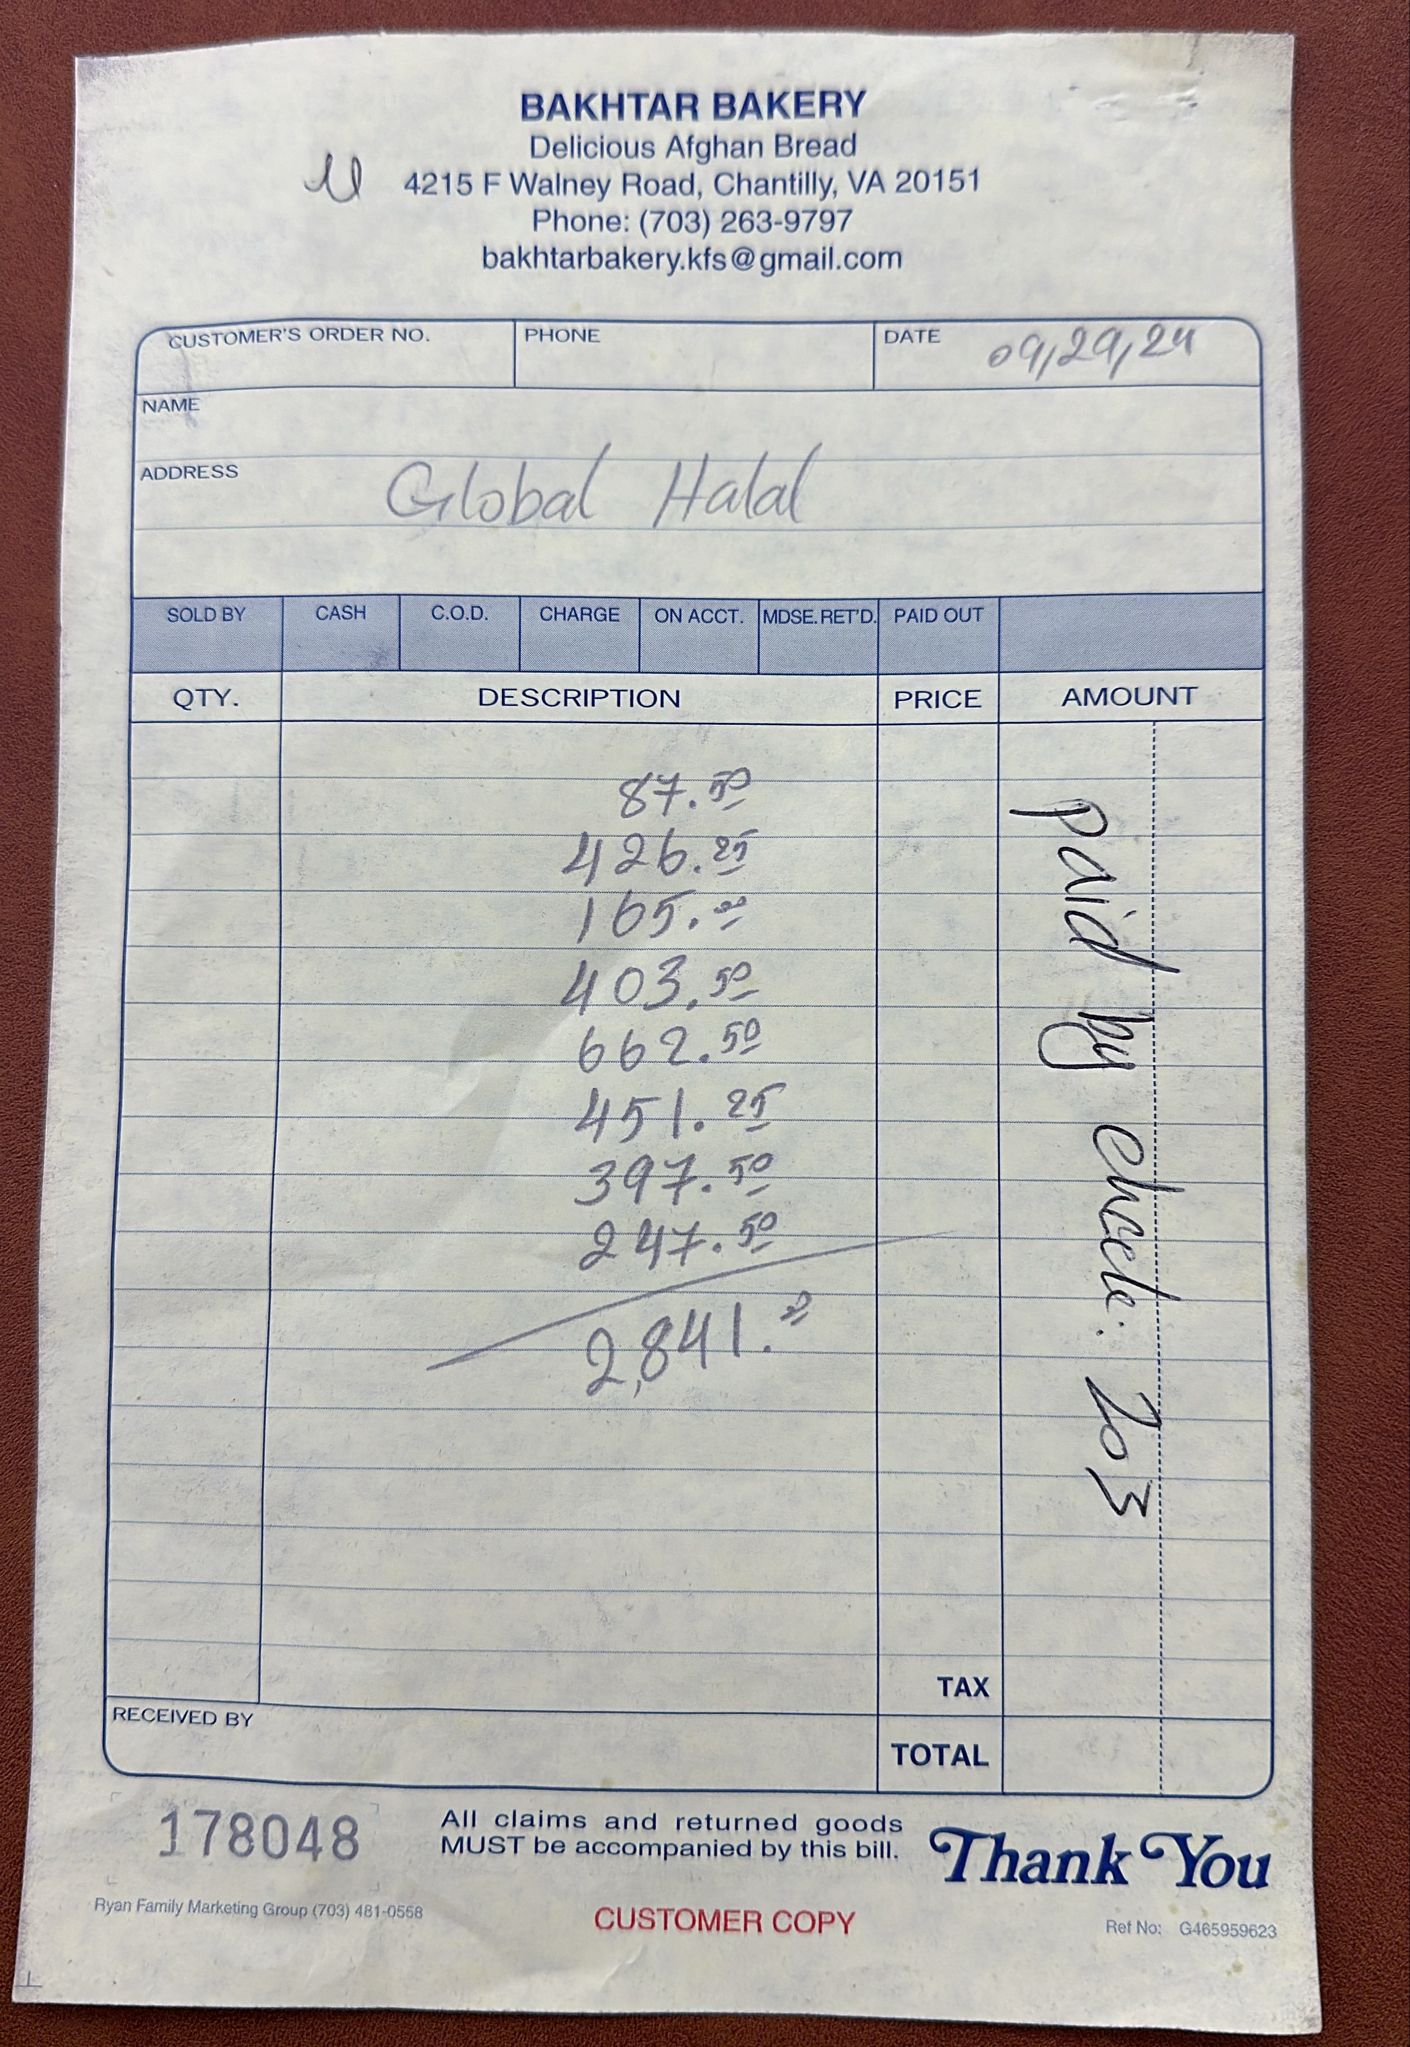 BAKHTAR BAKERY
Delicious Afghan Bread
4215 F Walney Road, Chantilly, VA 20151
Phone: (703) 263-9797
bakhtarbakery.kfs@gmail.com
CUSTOMER'S ORDER NO. PHONE DATE 09,29,24
NAME
ADDRESS Global Halal
SOLD BY CASH C.O.D. CHARGE ON ACCT. MDSE. RET'D. PAID OUT
QTY. DESCRIPTION PRICE AMOUNT
87.50
426.25
165.00
403.50
662.50
451.25
397.50
247.50
2,841.00
paid by check: 203
TAX
RECEIVED BY
TOTAL
178048
All claims and returned goods
MUST be accompanied by this bill.
Thank You
Ryan Family Marketing Group (703) 481-0558
CUSTOMER COPY
Ref No: G465959623